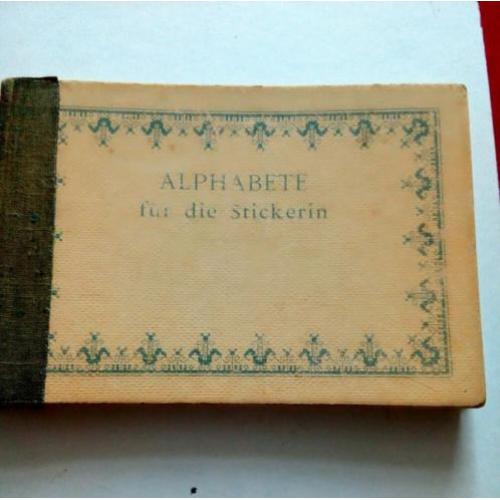 ALPHABETE
für die Stickerin